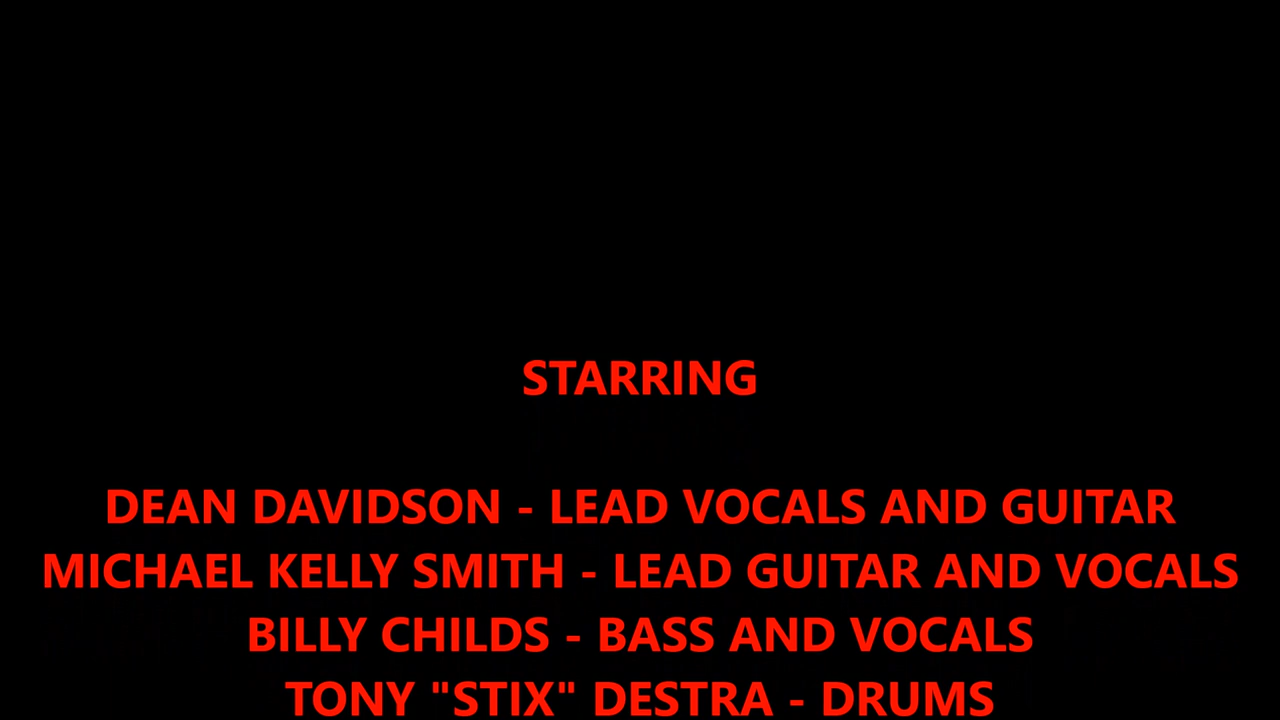 STARRING
DEAN DAVIDSON - LEAD VOCALS AND GUITAR
MICHAEL KELLY SMITH - LEAD GUITAR AND VOCALS
BILLY CHILDS - BASS AND VOCALS
TONY "STIX" DESTRA - DRUMS